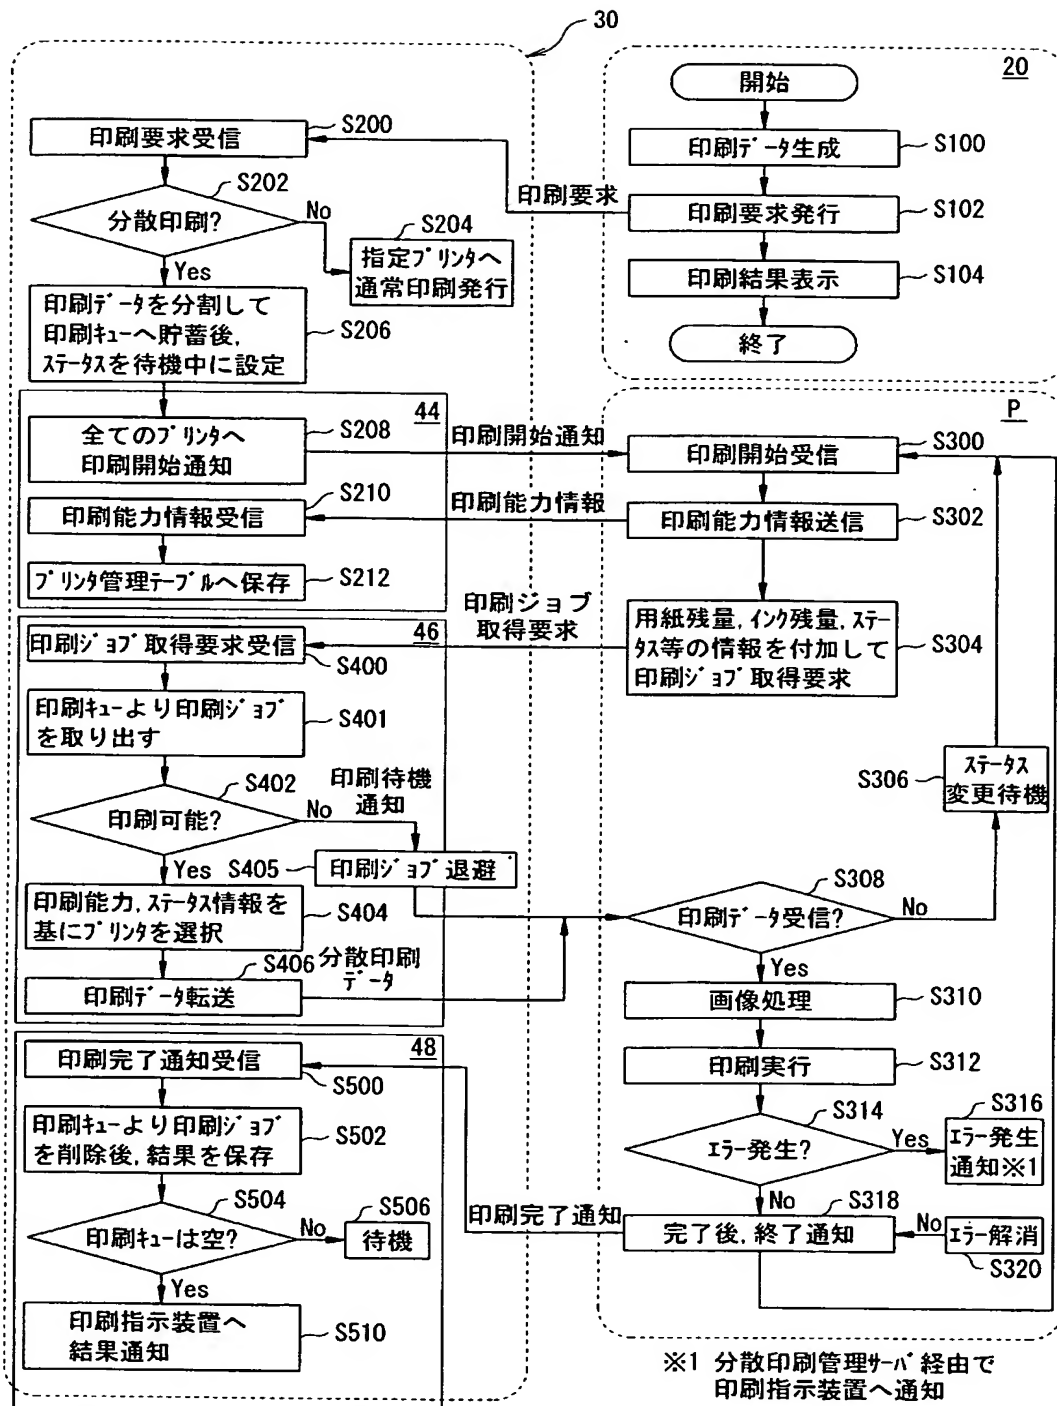 30
20
開始
印刷要求受信
S200
印刷データ生成
S100
S202
印刷要求
分散印刷?
No
印刷要求発行
S102
S204
指定プリンタへ
通常印刷発行
Yes
印刷結果表示
S104
印刷データを分割して
印刷キューへ貯蓄後,
ステータスを待機中に設定
S206
終了
44
P
全てのプリンタへ
印刷開始通知
S208
印刷開始通知
印刷開始受信
S300
S210
印刷能力情報受信
印刷能力情報
印刷能力情報送信
S302
プリンタ管理テーブルへ保存
S212
印刷ジョブ
取得要求
46
印刷ジョブ取得要求受信
S400
用紙残量,インク残量,ステー
タス等の情報を付加して
印刷ジョブ取得要求
S304
印刷キューより印刷ジョブ
を取り出す
S401
S402
印刷待機
通知
印刷可能?
No
S306
ステータス
変更待機
Yes
S405
印刷ジョブ退避
S308
印刷能力,ステータス情報を
基にプリンタを選択
S404
印刷データ受信?
No
S406
分散印刷
データ
Yes
印刷データ転送
画像処理
S310
48
印刷完了通知受信
S500
印刷実行
S312
印刷キューより印刷ジョブ
を削除後,結果を保存
S502
S314
エラー発生?
Yes
S316
エラー発生
通知※1
S504
印刷キューは空?
No
S506
待機
印刷完了通知
No
S318
完了後,終了通知
No
エラー解消
S320
Yes
印刷指示装置へ
結果通知
S510
※1 分散印刷管理サーバ経由で
印刷指示装置へ通知